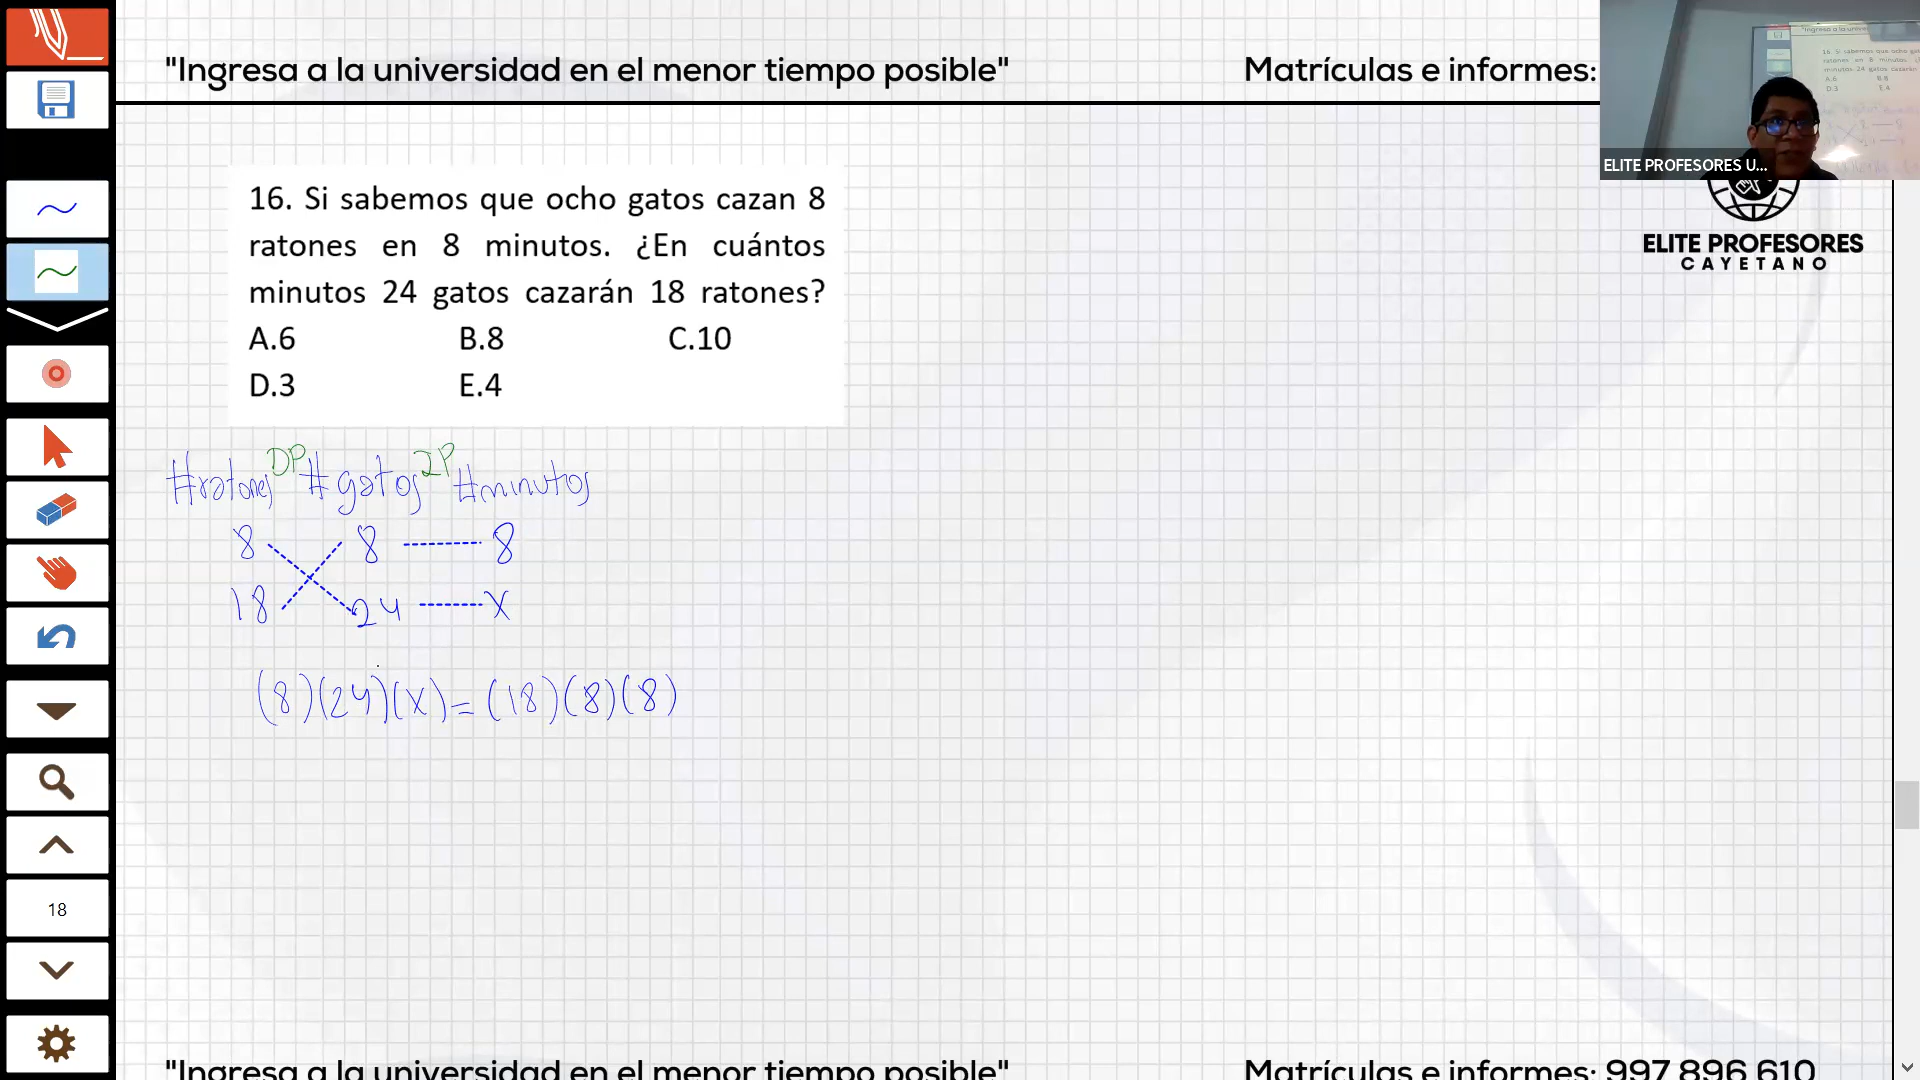 "Ingresa a la universidad en el menor tiempo posible" Matrículas e informes:
ELITE PROFESORES U...
ELITE PROFESORES
CAYETANO
16. Si sabemos que ocho gatos cazan 8
ratones en 8 minutos. ¿En cuántos
minutos 24 gatos cazarán 18 ratones?
A.6 B.8 C.10
D.3 E.4
#ratones DP #gatos IP #minutos
8 8 8
18 24 X
(8)(24)(X)=(18)(8)(8)
18
"Ingresa a la universidad en el menor tiempo posible" Matrículas e informes: 997 896 610